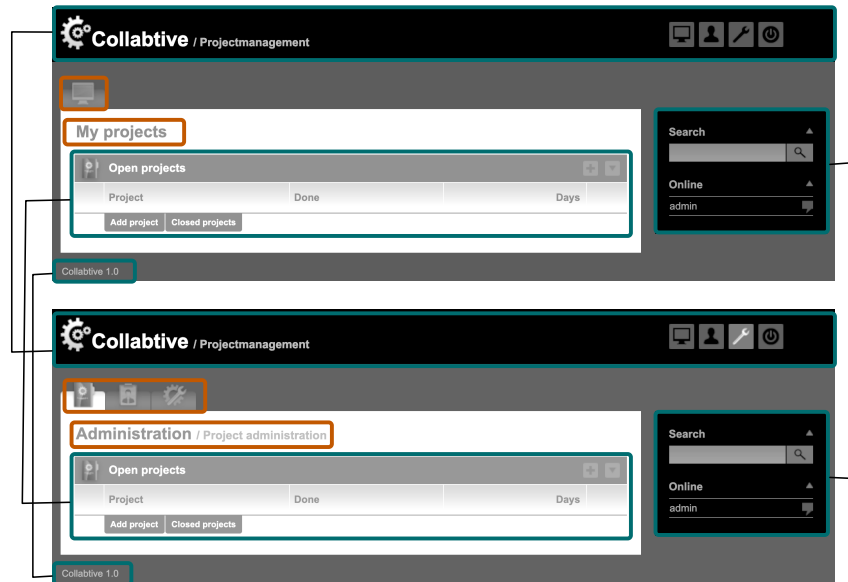 Collabtive / Projectmanagement
My projects
Search
Open projects
Project Done Days
Online
admin
Add project Closed projects
Collabtive 1.0
Collabtive / Projectmanagement
Administration / Project administration
Search
Open projects
Project Done Days
Online
admin
Add project Closed projects
Collabtive 1.0